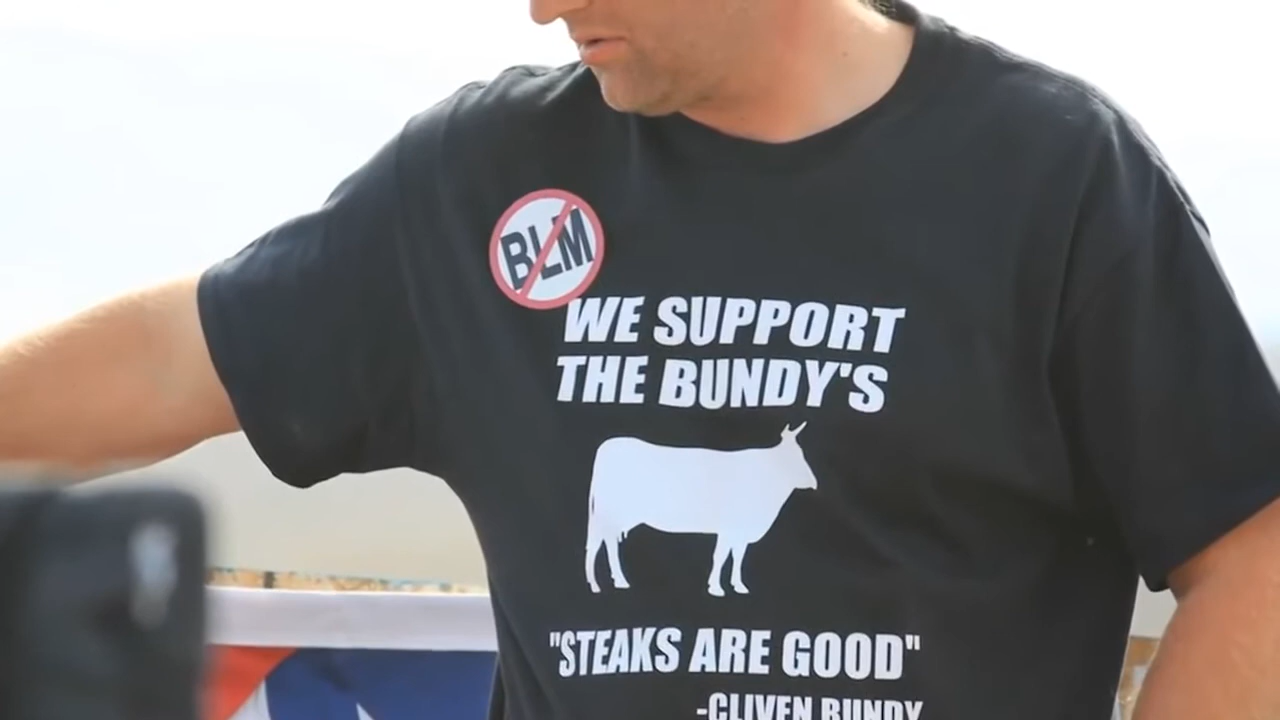 BLM
WE SUPPORT
THE BUNDY'S
"STEAKS ARE GOOD"
-CLIVEN BUNDY